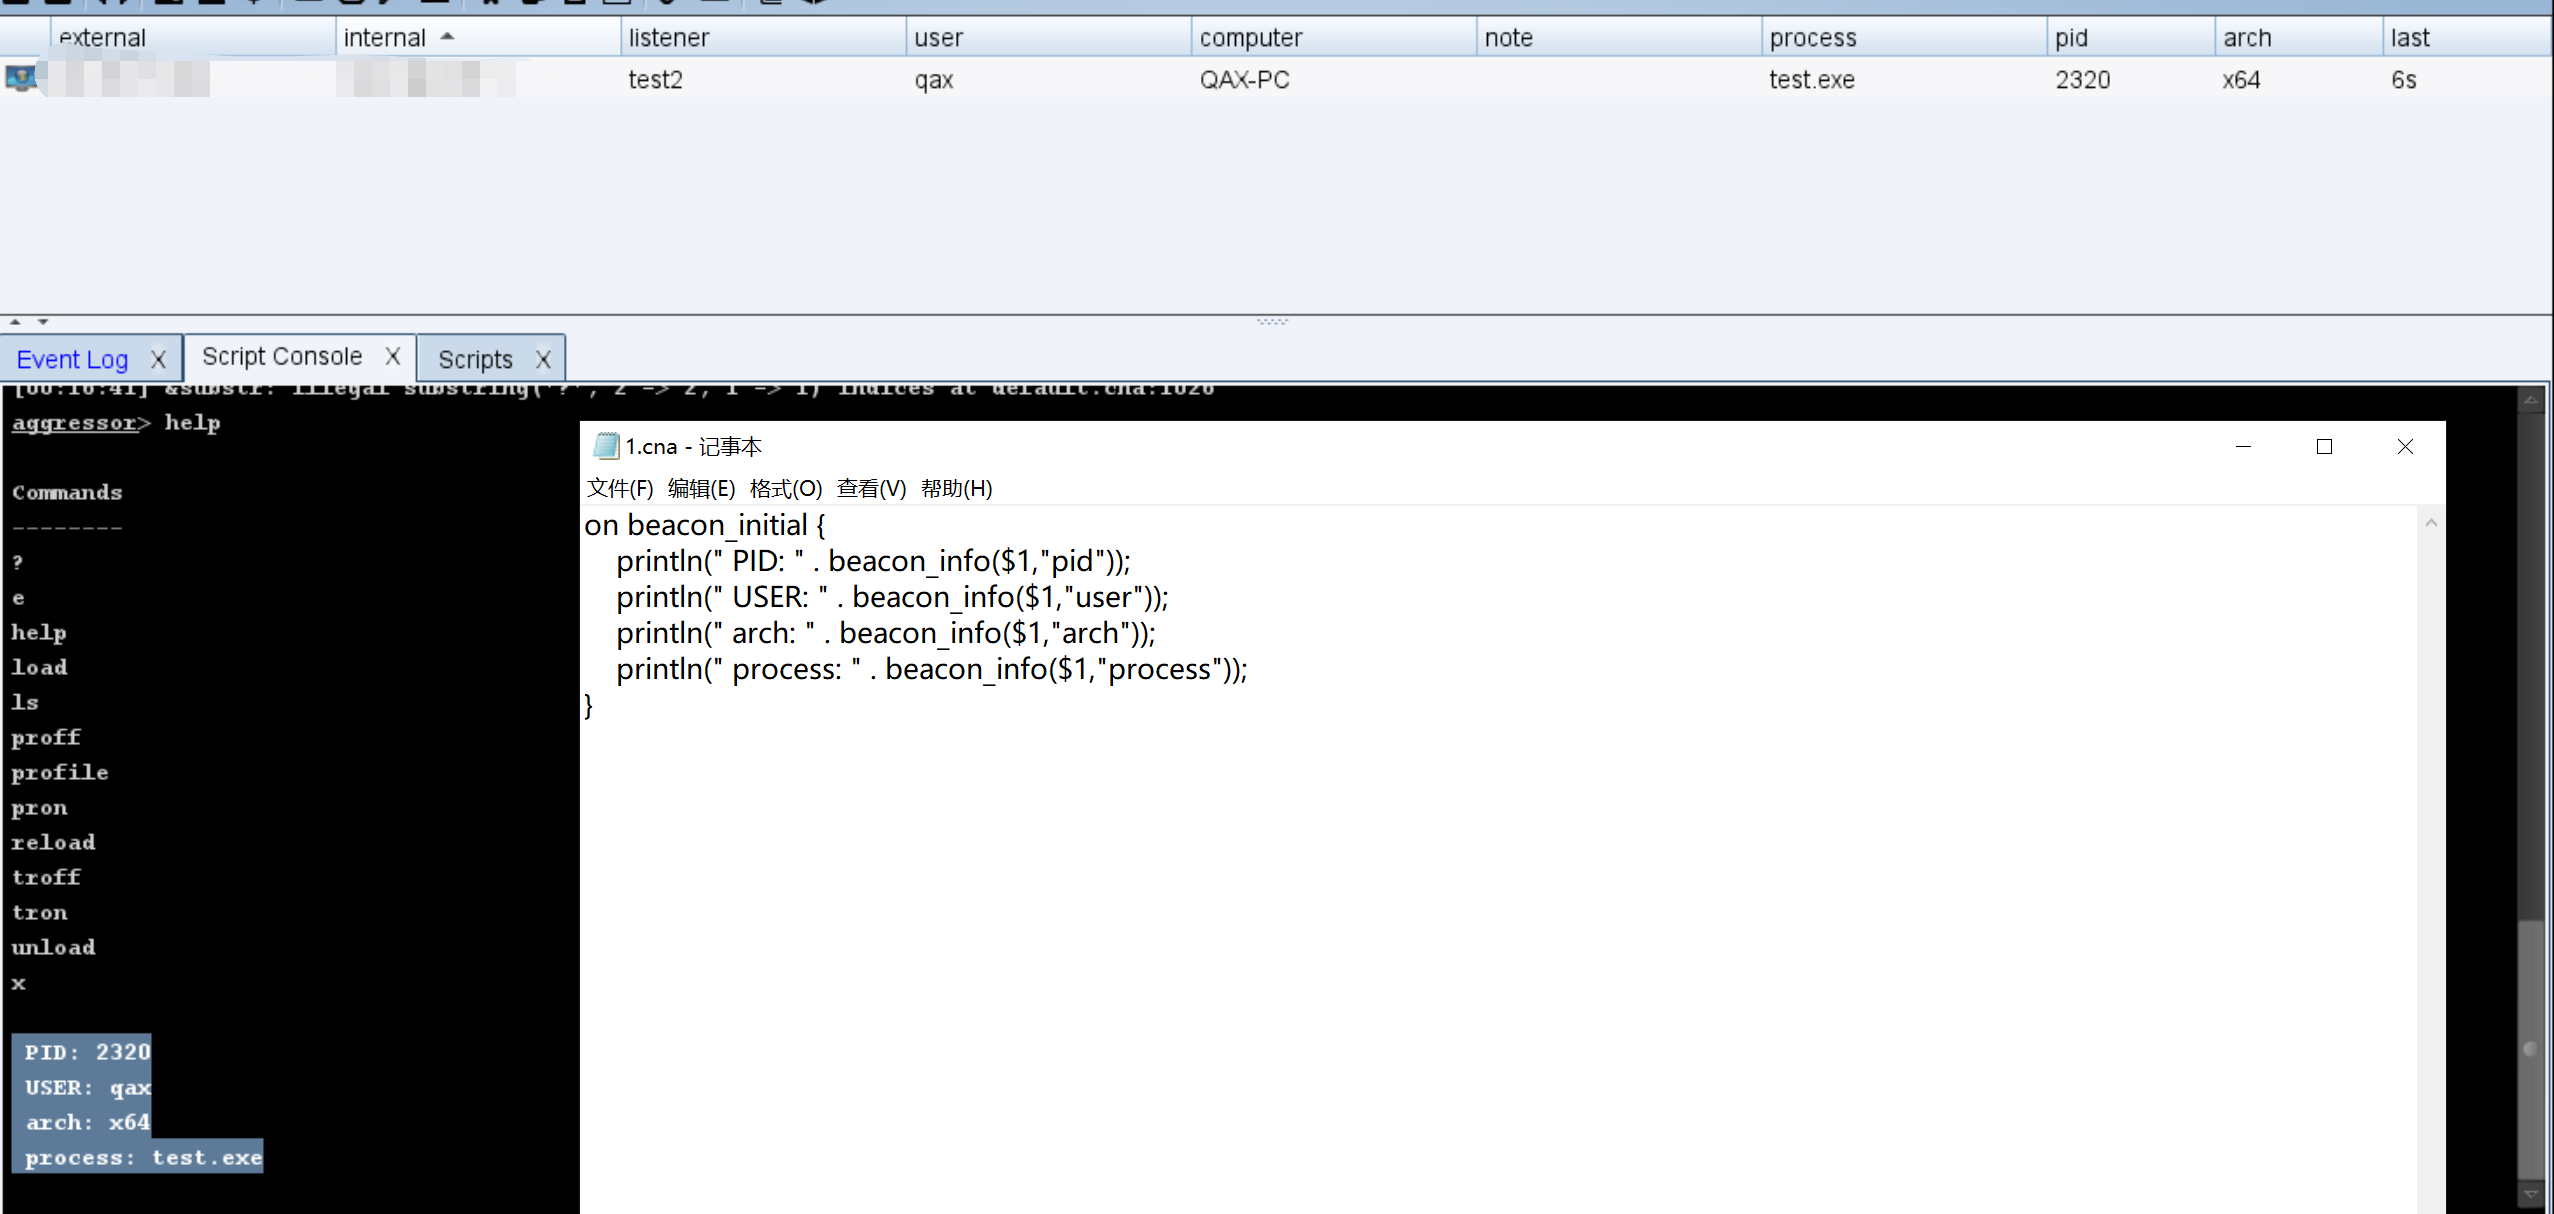 external internal listener user computer note process pid arch last
test2 qax QAX-PC test.exe 2320 x64 6s
Event Log X Script Console X Scripts X
[00:16:41] &substr: illegal substring('?', 2 -> 2, 1 -> 1) indices at default.cna:1026
aggressor> help
Commands
--------
?
e
help
load
ls
proff
profile
pron
reload
troff
tron
unload
x
PID: 2320
USER: qax
arch: x64
process: test.exe
1.cna - 记事本
文件(F) 编辑(E) 格式(O) 查看(V) 帮助(H)
on beacon_initial {
println(" PID: " . beacon_info($1,"pid"));
println(" USER: " . beacon_info($1,"user"));
println(" arch: " . beacon_info($1,"arch"));
println(" process: " . beacon_info($1,"process"));
}